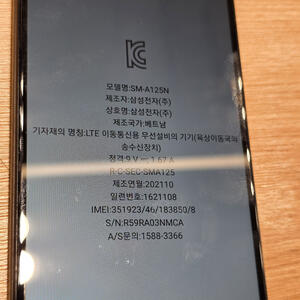 모델명:SM-A125N
제조자:삼성전자(주)
상호명:삼성전자(주)
제조국가:베트남
기자재의 명칭:LTE 이동통신용 무선설비의 기기(육상이동국의
송수신장치)
정격:9 V⎓ 1.67 A
R-C-SEC-SMA125
제조연월:202110
일련번호:1621108
IMEI:351923/46/183850/8
S/N:R59RA03NMCA
A/S문의:1588-3366